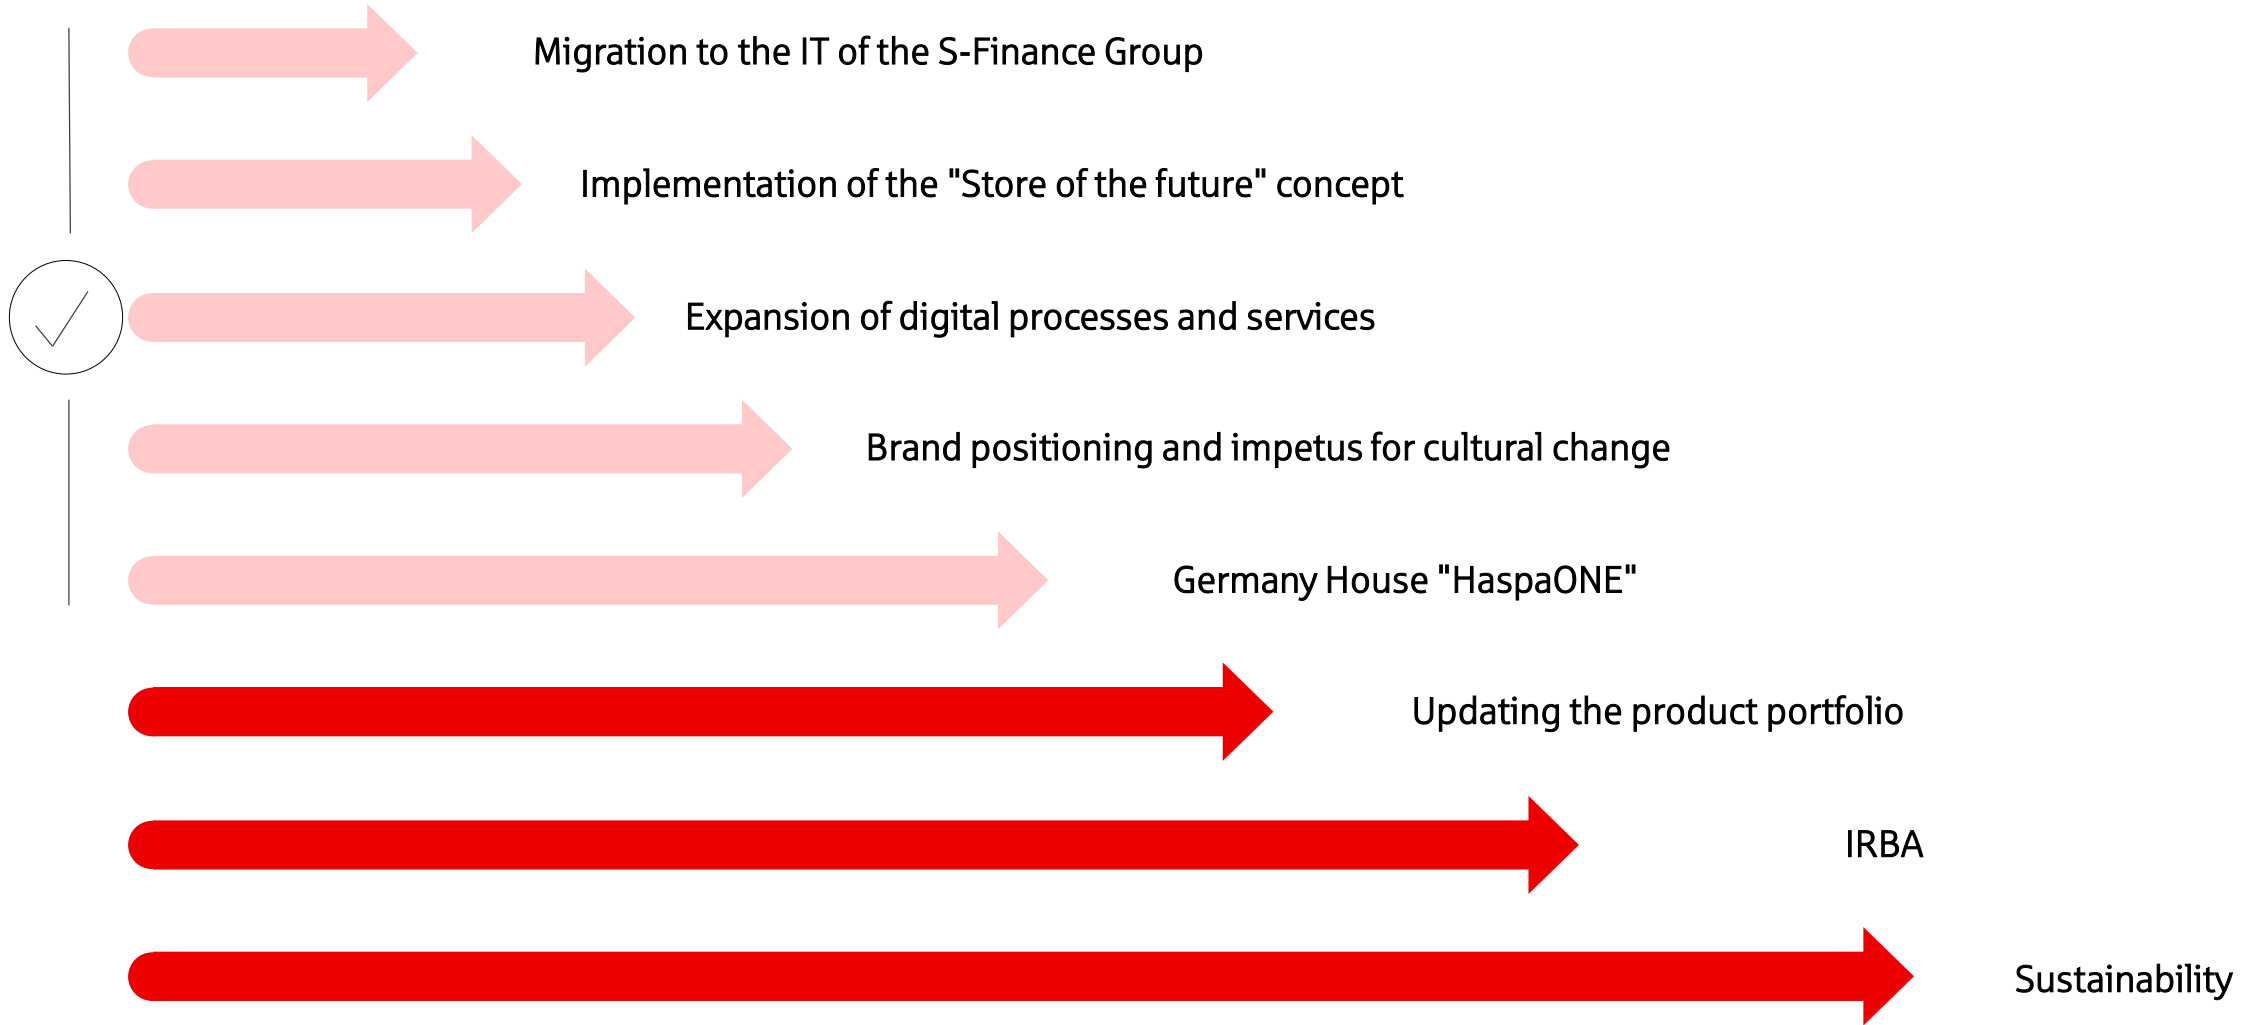 Migration to the IT of the S-Finance Group
Implementation of the "Store of the future" concept
Expansion of digital processes and services
Brand positioning and impetus for cultural change
Germany House "HaspaONE"
Updating the product portfolio
IRBA
Sustainability